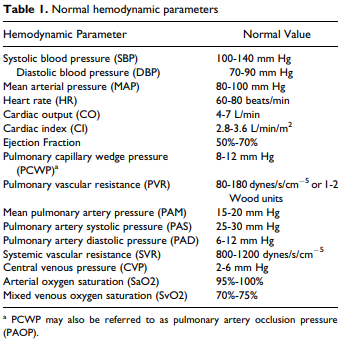 Table 1. Normal hemodynamic parameters
Hemodynamic Parameter Normal Value
Systolic blood pressure (SBP) 100-140 mm Hg
Diastolic blood pressure (DBP) 70-90 mm Hg
Mean arterial pressure (MAP) 80-100 mm Hg
Heart rate (HR) 60-80 beats/min
Cardiac output (CO) 4-7 L/min
Cardiac index (CI) 2.8-3.6 L/min/m²
Ejection Fraction 50%-70%
Pulmonary capillary wedge pressure 8-12 mm Hg
(PCWP)ᵃ
Pulmonary vascular resistance (PVR) 80-180 dynes/s/cm⁻⁵ or 1-2
Wood units
Mean pulmonary artery pressure (PAM) 15-20 mm Hg
Pulmonary artery systolic pressure (PAS) 25-30 mm Hg
Pulmonary artery diastolic pressure (PAD) 6-12 mm Hg
Systemic vascular resistance (SVR) 800-1200 dynes/s/cm⁻⁵
Central venous pressure (CVP) 2-6 mm Hg
Arterial oxygen saturation (SaO2) 95%-100%
Mixed venous oxygen saturation (SvO2) 70%-75%
ᵃ PCWP may also be referred to as pulmonary artery occlusion pressure
(PAOP).